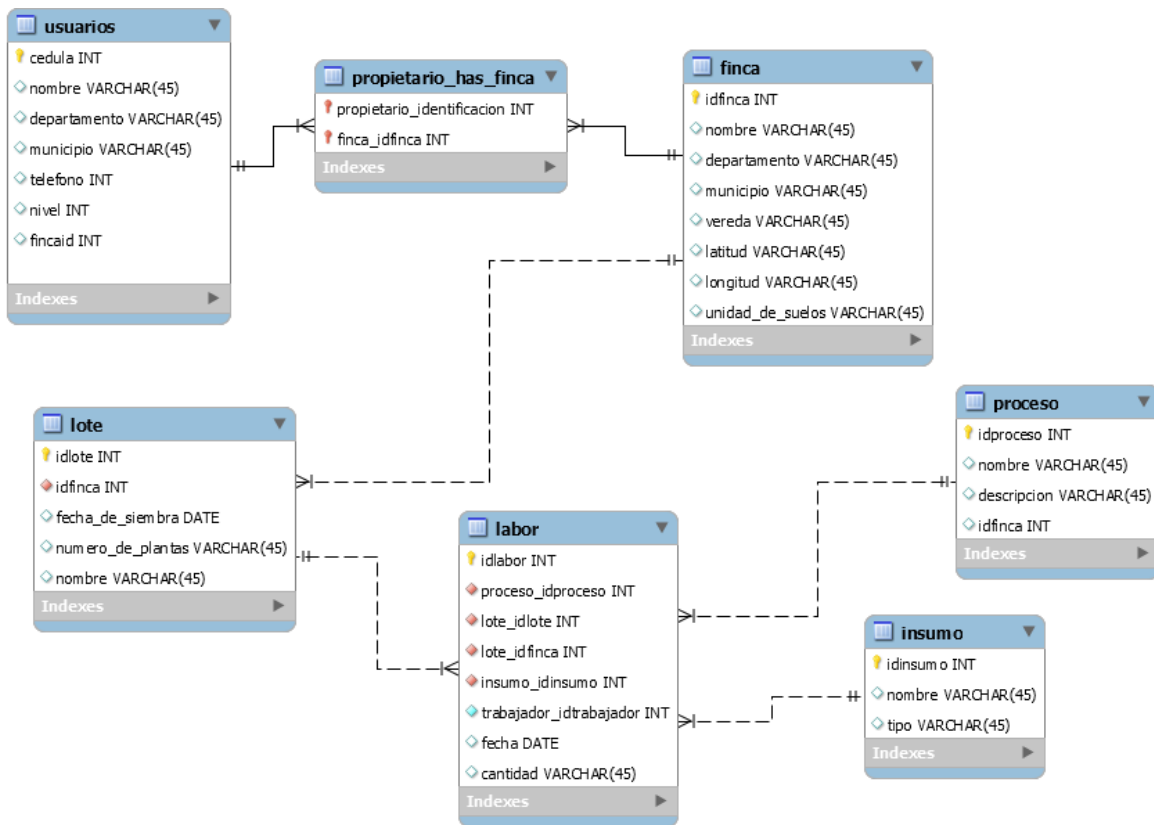 usuarios
cedula INT
nombre VARCHAR(45)
departamento VARCHAR(45)
municipio VARCHAR(45)
telefono INT
nivel INT
fincaid INT
Indexes
propietario_has_finca
propietario_identificacion INT
finca_idfinca INT
Indexes
finca
idfinca INT
nombre VARCHAR(45)
departamento VARCHAR(45)
municipio VARCHAR(45)
vereda VARCHAR(45)
latitud VARCHAR(45)
longitud VARCHAR(45)
unidad_de_suelos VARCHAR(45)
Indexes
lote
idlote INT
idfinca INT
fecha_de_siembra DATE
numero_de_plantas VARCHAR(45)
nombre VARCHAR(45)
Indexes
labor
idlabor INT
proceso_idproceso INT
lote_idlote INT
lote_idfinca INT
insumo_idinsumo INT
trabajador_idtrabajador INT
fecha DATE
cantidad VARCHAR(45)
Indexes
proceso
idproceso INT
nombre VARCHAR(45)
descripcion VARCHAR(45)
idfinca INT
Indexes
insumo
idinsumo INT
nombre VARCHAR(45)
tipo VARCHAR(45)
Indexes